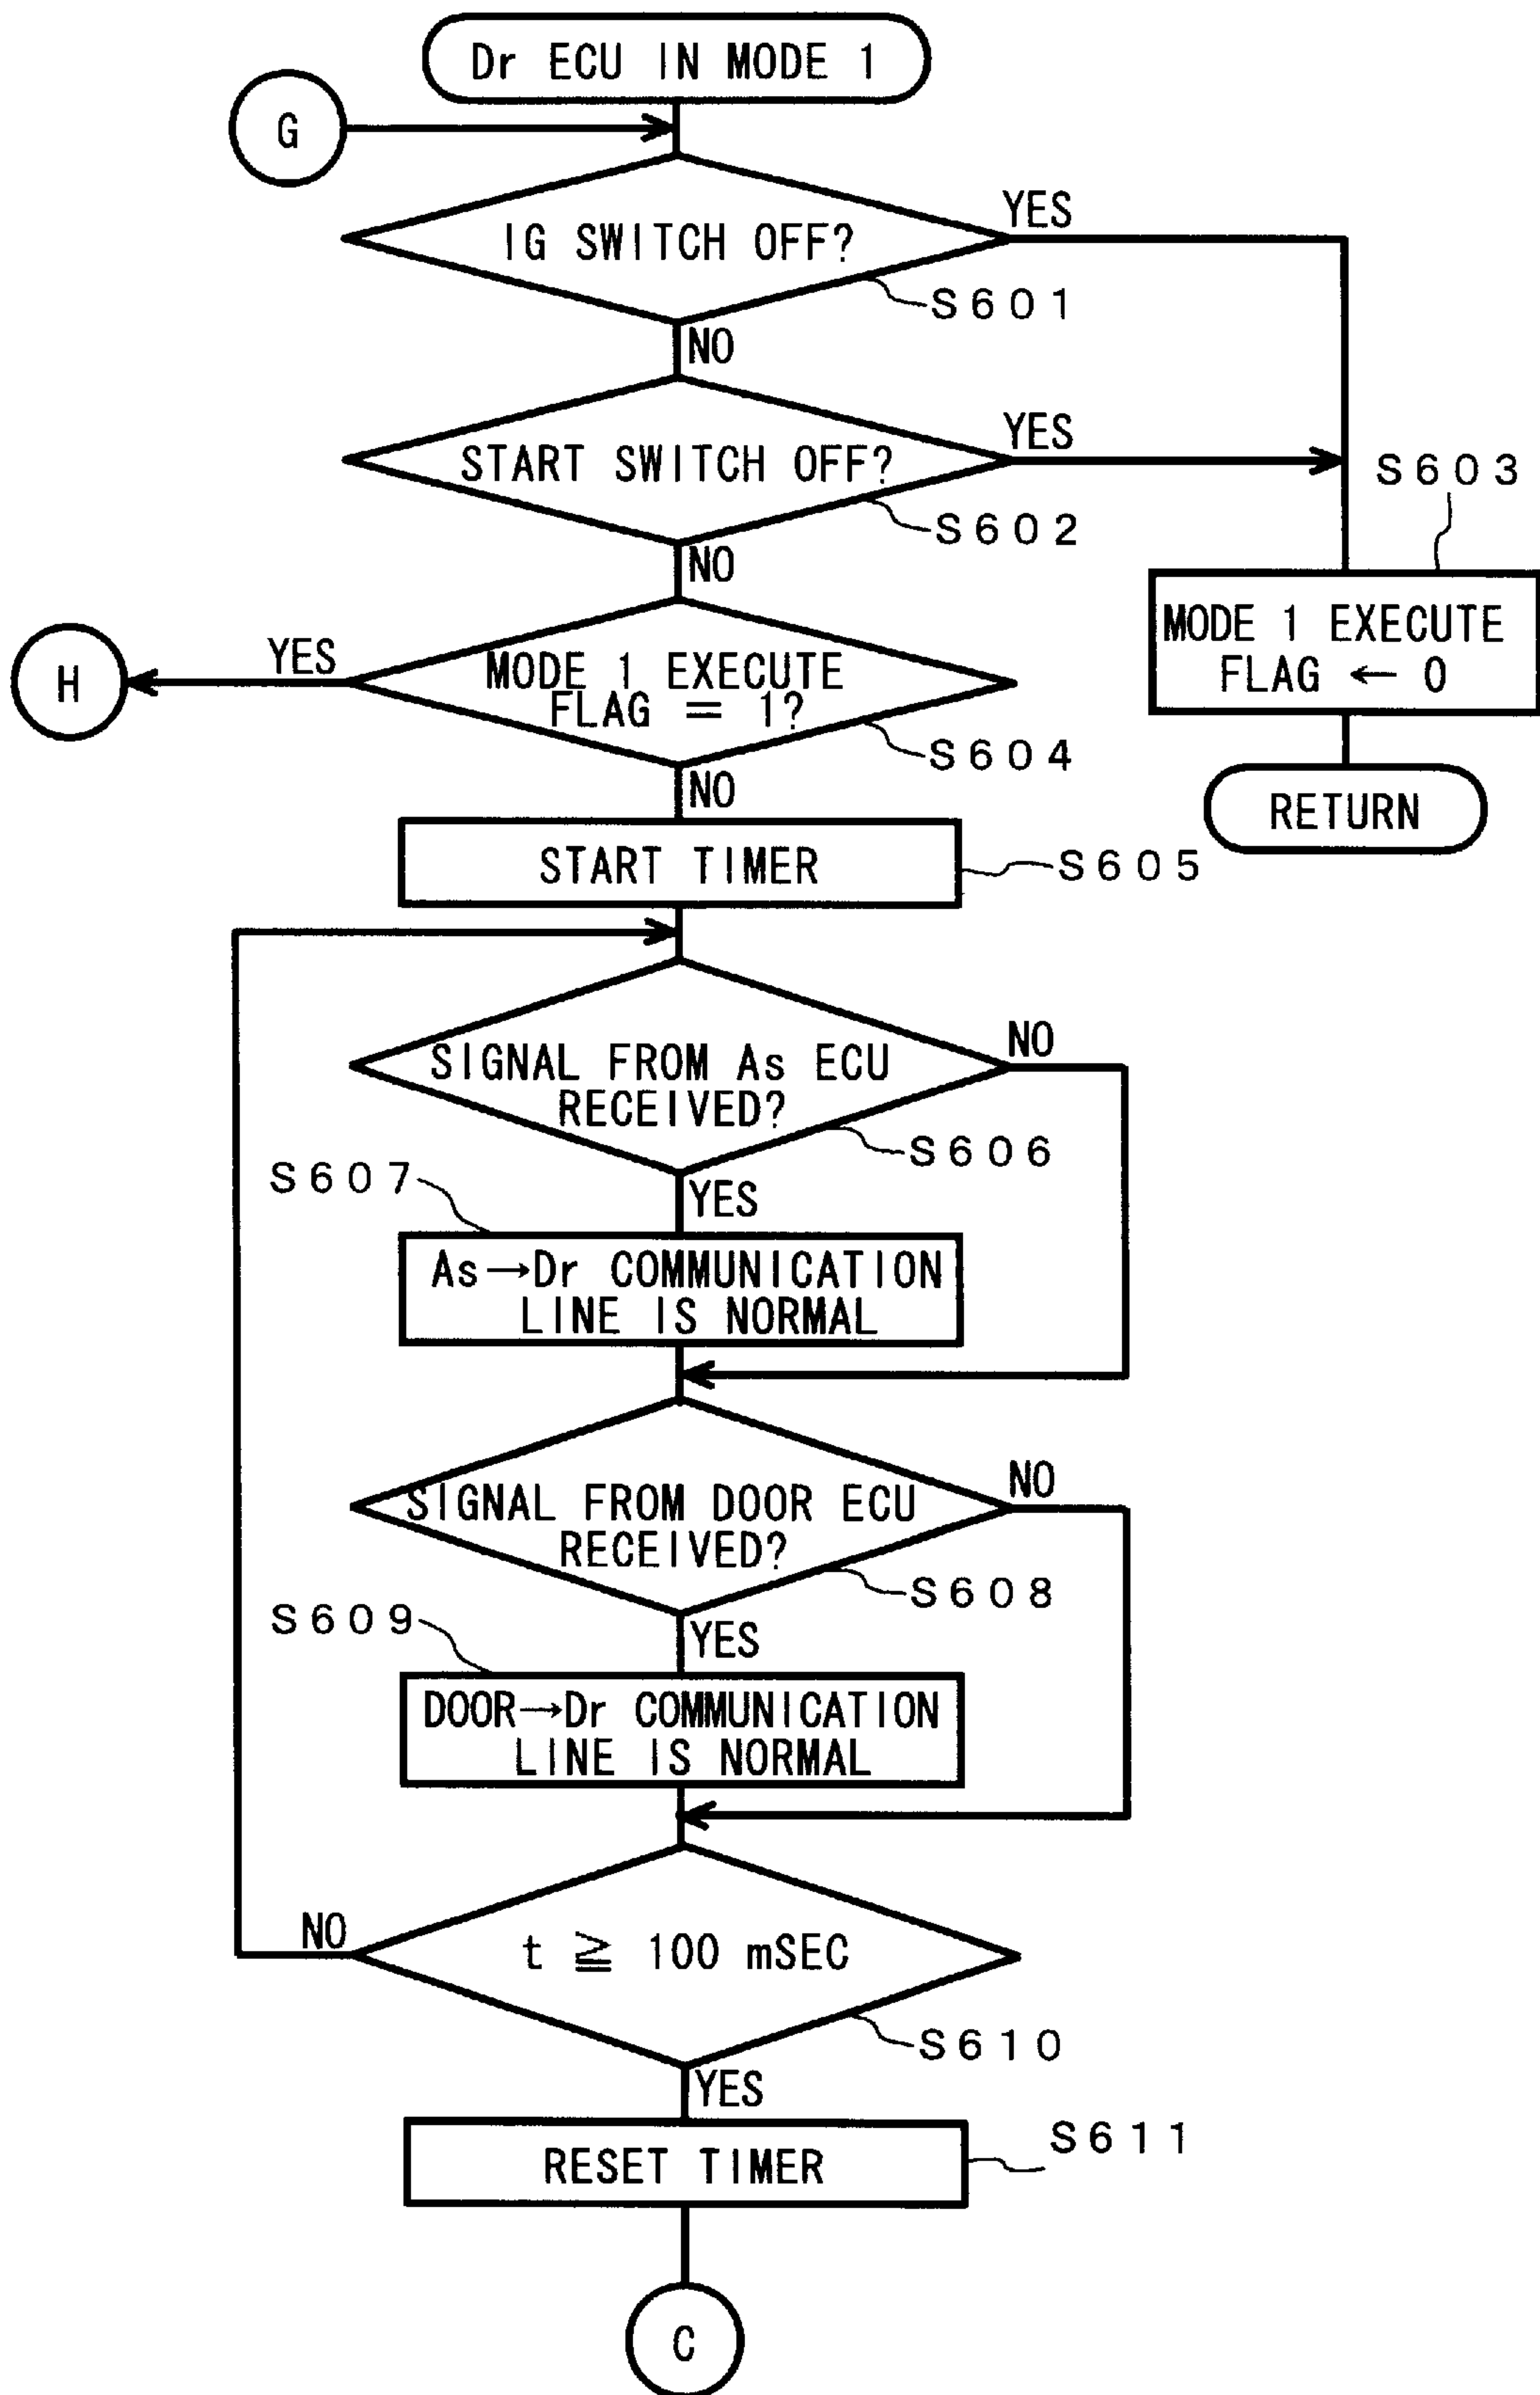 Dr ECU IN MODE 1
G
IG SWITCH OFF?
YES
S601
NO
START SWITCH OFF?
YES
S602
S603
NO
MODE 1 EXECUTE
FLAG ← 0
H
YES
MODE 1 EXECUTE
FLAG = 1?
S604
RETURN
NO
START TIMER
S605
SIGNAL FROM As ECU
RECEIVED?
NO
S606
S607
YES
As→Dr COMMUNICATION
LINE IS NORMAL
SIGNAL FROM DOOR ECU
RECEIVED?
NO
S608
S609
YES
DOOR→Dr COMMUNICATION
LINE IS NORMAL
NO
t ≧ 100 mSEC
S610
YES
RESET TIMER
S611
C